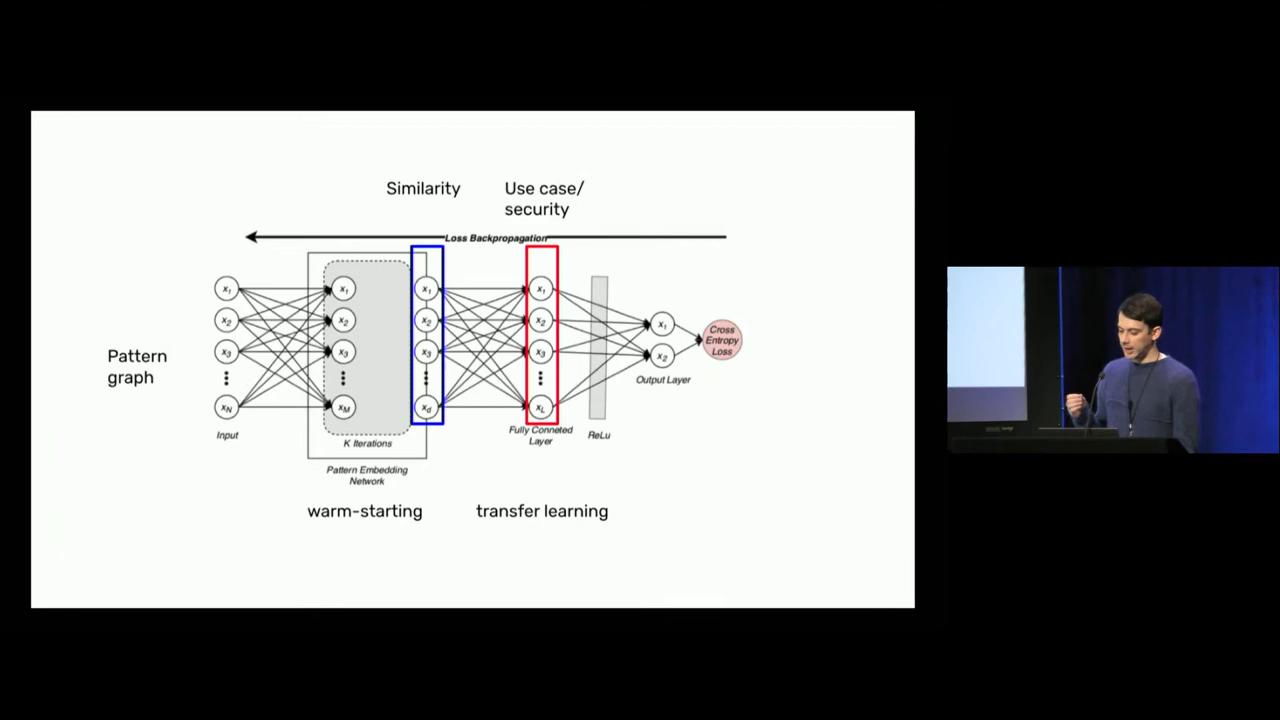 Similarity
Use case/
security
Loss Backpropagation
x1
x1
x1
x1
x2
x2
x2
x2
x1
x3
x3
x3
x3
x2
Cross
Entropy
Loss
Pattern
graph
Output Layer
xN
xM
xd
xL
Input
K Iterations
Fully Conneted
Layer
ReLu
Pattern Embedding
Network
warm-starting
transfer learning